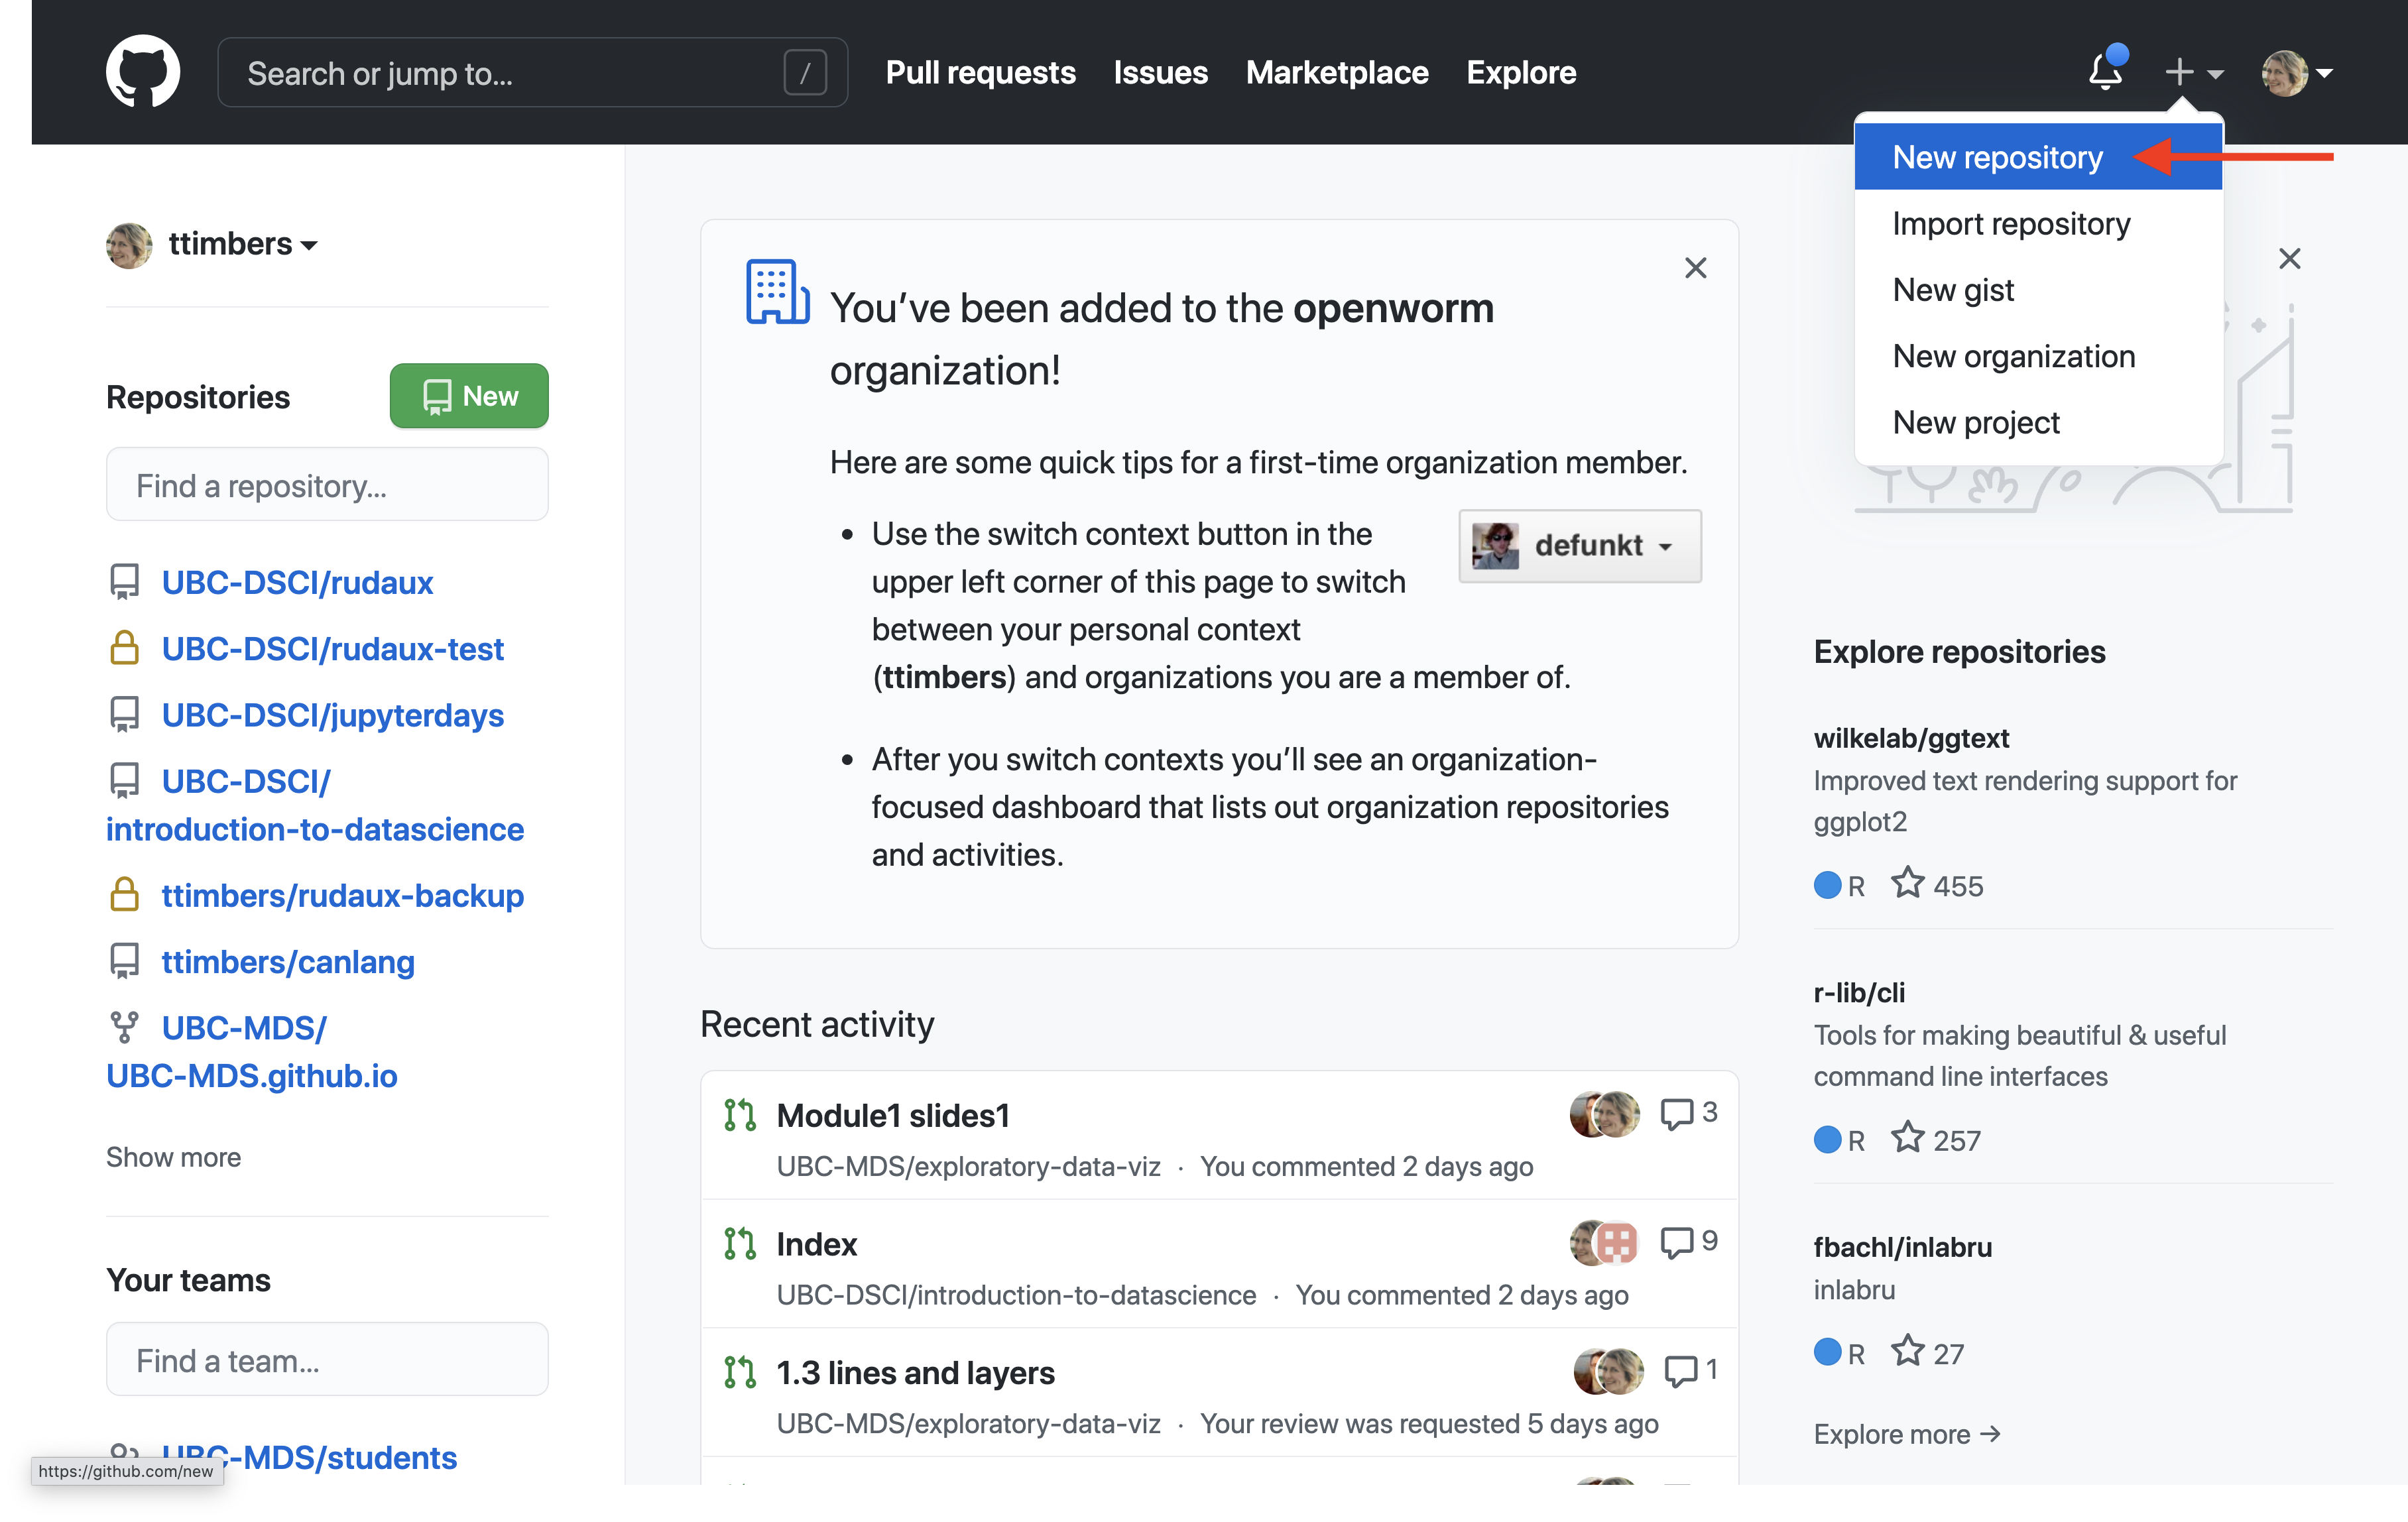 Search or jump to...
/
Pull requests
Issues
Marketplace
Explore
New repository
Import repository
New gist
New organization
New project
ttimbers
Repositories
New
Find a repository...
UBC-DSCI/rudaux
UBC-DSCI/rudaux-test
UBC-DSCI/jupyterdays
UBC-DSCI/
introduction-to-datascience
ttimbers/rudaux-backup
ttimbers/canlang
UBC-MDS/
UBC-MDS.github.io
Show more
Your teams
Find a team...
UBC-MDS/students
https://github.com/new
You’ve been added to the openworm
organization!
Here are some quick tips for a first-time organization member.
Use the switch context button in the
upper left corner of this page to switch
between your personal context
(ttimbers) and organizations you are a member of.
defunkt
After you switch contexts you’ll see an organization-
focused dashboard that lists out organization repositories
and activities.
Recent activity
Module1 slides1
3
UBC-MDS/exploratory-data-viz · You commented 2 days ago
Index
9
UBC-DSCI/introduction-to-datascience · You commented 2 days ago
1.3 lines and layers
1
UBC-MDS/exploratory-data-viz · Your review was requested 5 days ago
Explore repositories
wilkelab/ggtext
Improved text rendering support for
ggplot2
R 455
r-lib/cli
Tools for making beautiful & useful
command line interfaces
R 257
fbachl/inlabru
inlabru
R 27
Explore more →